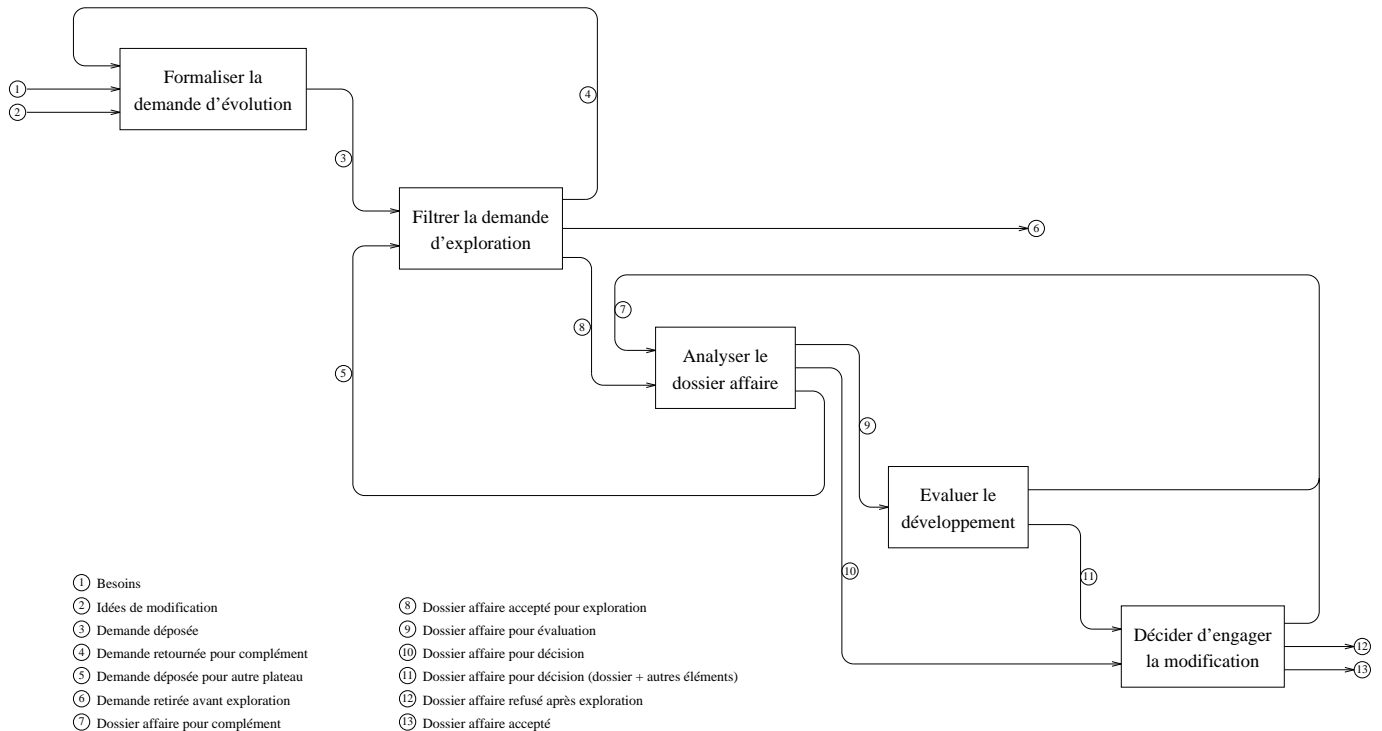 Formaliser la
demande d'évolution
1
2
3
4
Filtrer la demande
d'exploration
5
6
7
8
Analyser le
dossier affaire
9
Evaluer le
développement
10
11
Décider d'engager
la modification
12
13
1 Besoins
2 Idées de modification
3 Demande déposée
4 Demande retournée pour complément
5 Demande déposée pour autre plateau
6 Demande retirée avant exploration
7 Dossier affaire pour complément
8 Dossier affaire accepté pour exploration
9 Dossier affaire pour évaluation
10 Dossier affaire pour décision
11 Dossier affaire pour décision (dossier + autres éléments)
12 Dossier affaire refusé après exploration
13 Dossier affaire accepté